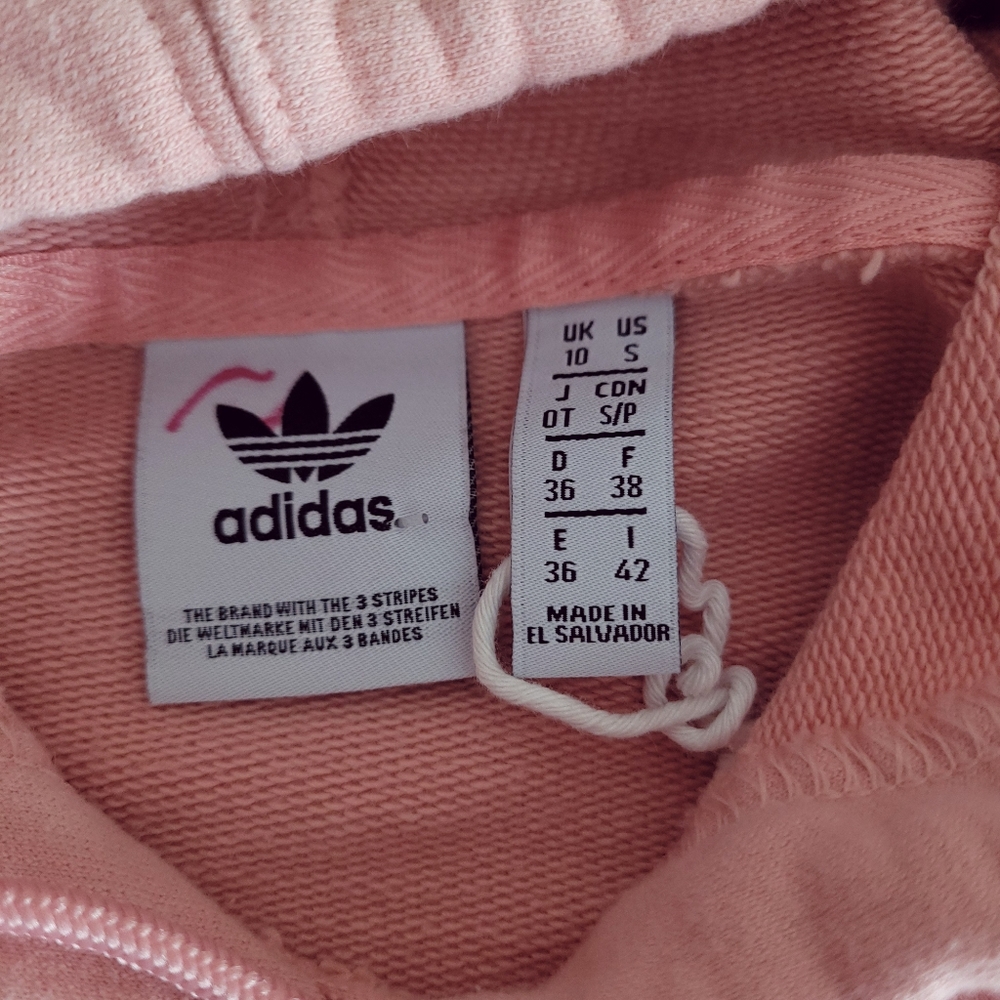 adidas
THE BRAND WITH THE 3 STRIPES
DIE WELTMARKE MIT DEN 3 STREIFEN
LA MARQUE AUX 3 BANDES
UK US
10 S
J CDN
OT S/P
D F
36 38
E I
36 42
MADE IN
EL SALVADOR